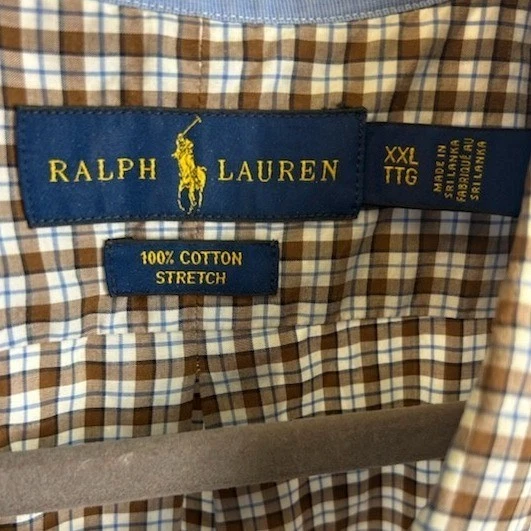 RALPH LAUREN
XXL
TTG
MADE IN
SRI LANKA
FABRIQUÉ AU
SRI LANKA
100% COTTON
STRETCH